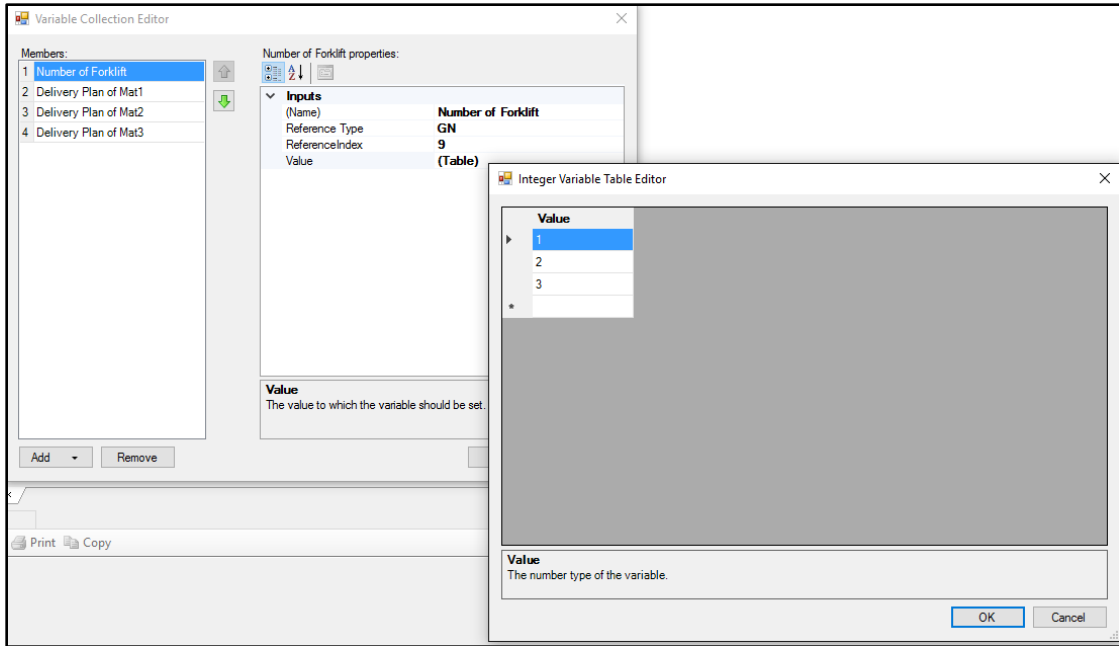 Variable Collection Editor
Members:
1 Number of Forklift
2 Delivery Plan of Mat1
3 Delivery Plan of Mat2
4 Delivery Plan of Mat3
Add
Remove
Number of Forklift properties:
Inputs
(Name) Number of Forklift
Reference Type GN
ReferenceIndex 9
Value (Table)
Value
The value to which the variable should be set.
Print Copy
Integer Variable Table Editor
Value
1
2
3
*
Value
The number type of the variable.
OK Cancel